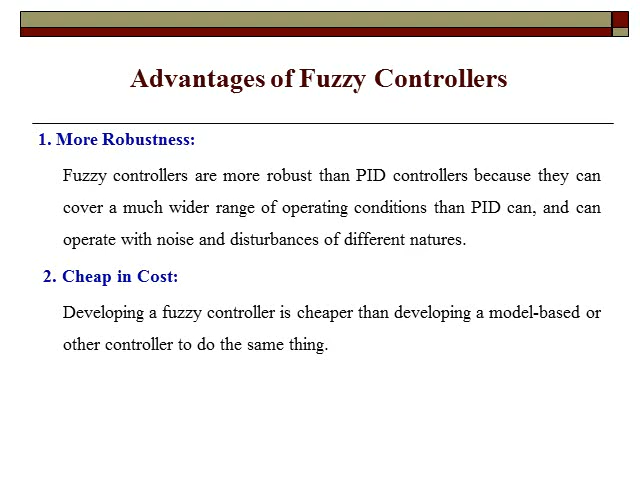 Advantages of Fuzzy Controllers
1. More Robustness:
Fuzzy controllers are more robust than PID controllers because they can
cover a much wider range of operating conditions than PID can, and can
operate with noise and disturbances of different natures.
2. Cheap in Cost:
Developing a fuzzy controller is cheaper than developing a model-based or
other controller to do the same thing.